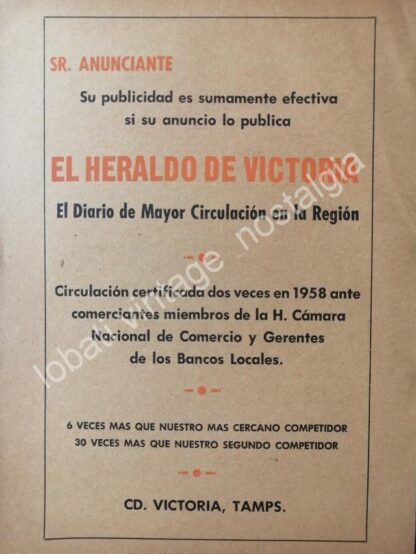 SR. ANUNCIANTE
Su publicidad es sumamente efectiva
si su anuncio lo publica
EL HERALDO DE VICTORIA
El Diario de Mayor Circulación en la Región
Circulación certificada dos veces en 1958 ante
comerciantes miembros de la H. Cámara
Nacional de Comercio y Gerentes
de los Bancos Locales.
6 VECES MAS QUE NUESTRO MAS CERCANO COMPETIDOR
30 VECES MAS QUE NUESTRO SEGUNDO COMPETIDOR
CD. VICTORIA, TAMPS.
lobati vintage nostalgia